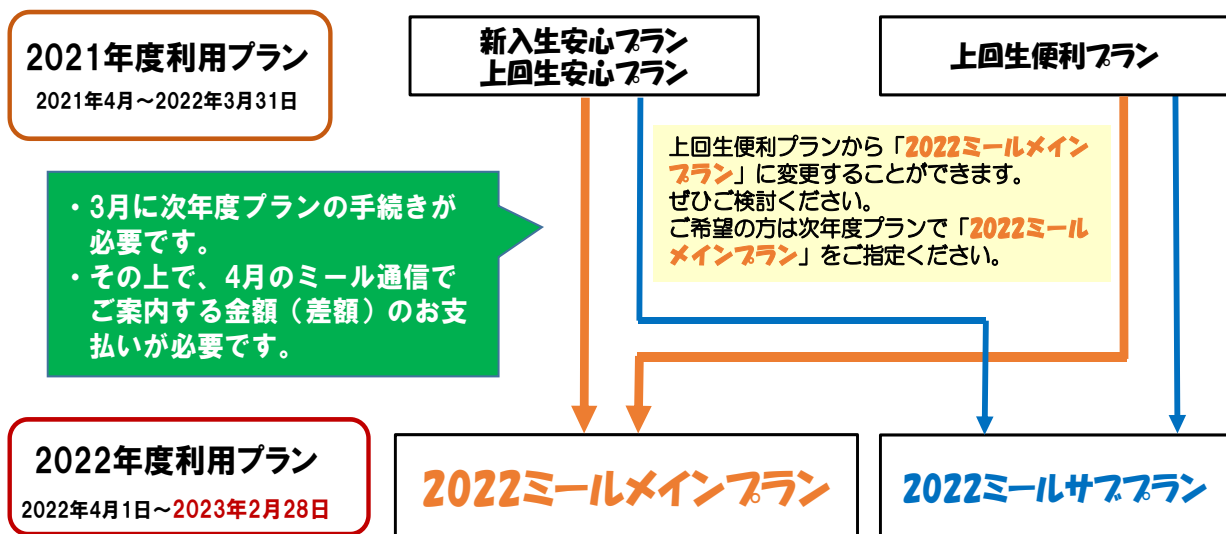 2021年度利用プラン
2021年4月～2022年3月31日
新入生安心プラン
上回生安心プラン
上回生便利プラン
上回生便利プランから「2022ミールメイン
プラン」に変更することができます。
ぜひご検討ください。
ご希望の方は次年度プランで「2022ミール
メインプラン」をご指定ください。
・3月に次年度プランの手続きが
必要です。
・その上で、4月のミール通信で
ご案内する金額（差額）のお支
払いが必要です。
2022年度利用プラン
2022年4月1日～2023年2月28日
2022ミールメインプラン
2022ミールサブプラン